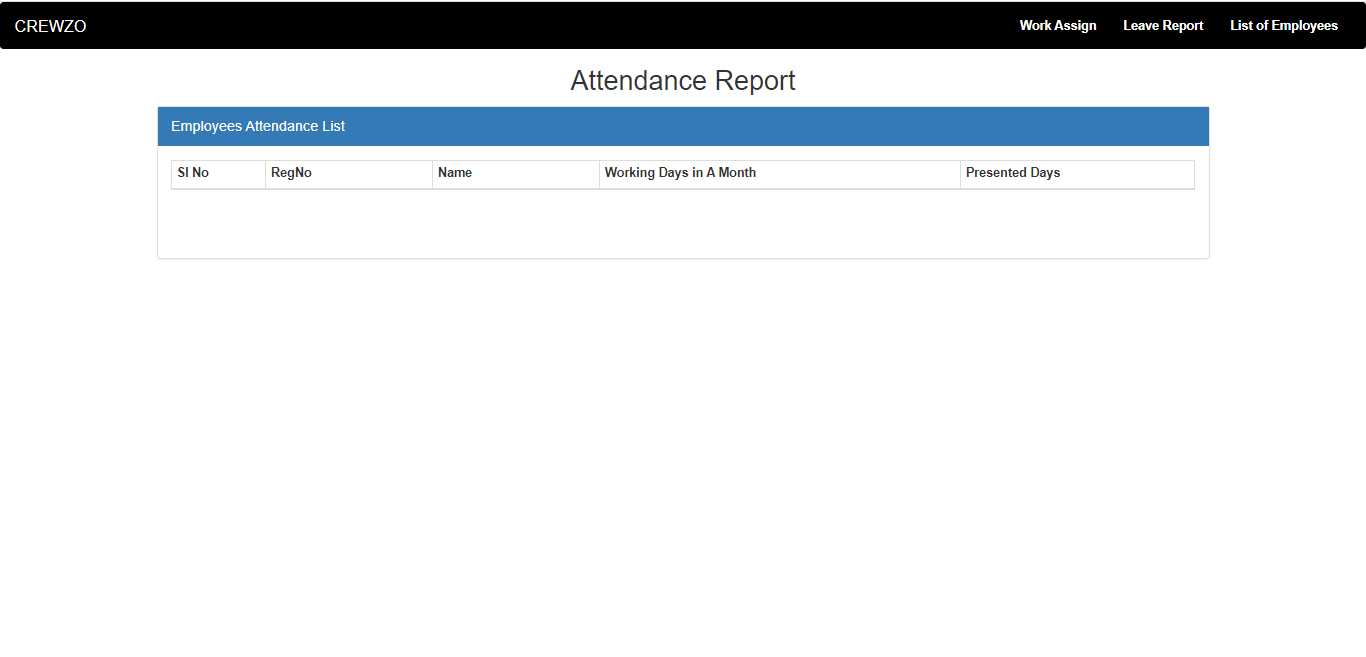 CREWZO Work Assign Leave Report List of Employees
Attendance Report
Employees Attendance List
Sl No RegNo Name Working Days in A Month Presented Days